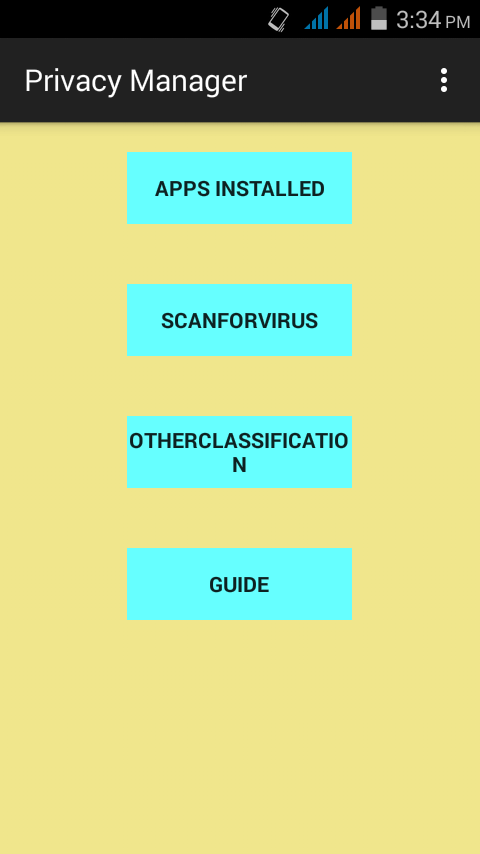 3:34 PM
Privacy Manager
APPS INSTALLED
SCANFORVIRUS
OTHERCLASSIFICATIO
N
GUIDE